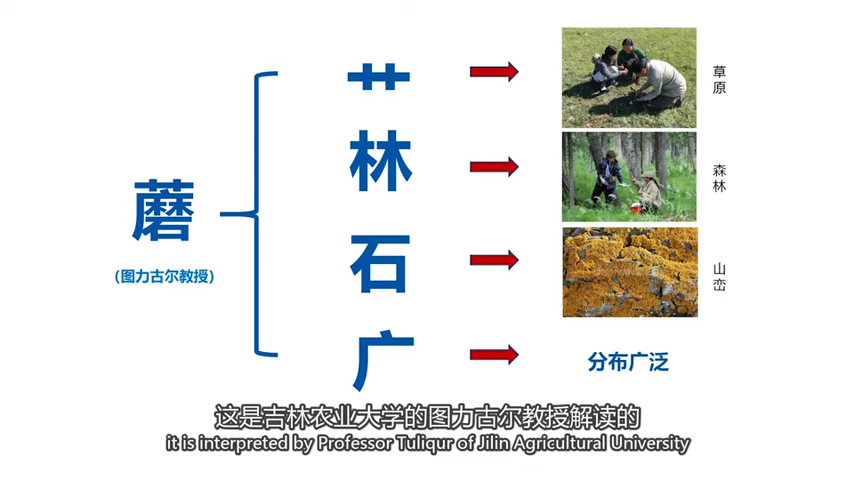 蘑
(图力古尔教授)
艹
林
石
广
草原
森林
山峦
分布广泛
这是吉林农业大学的图力古尔教授解读的
it is interpreted by Professor Tuliqur of Jilin Agricultural University